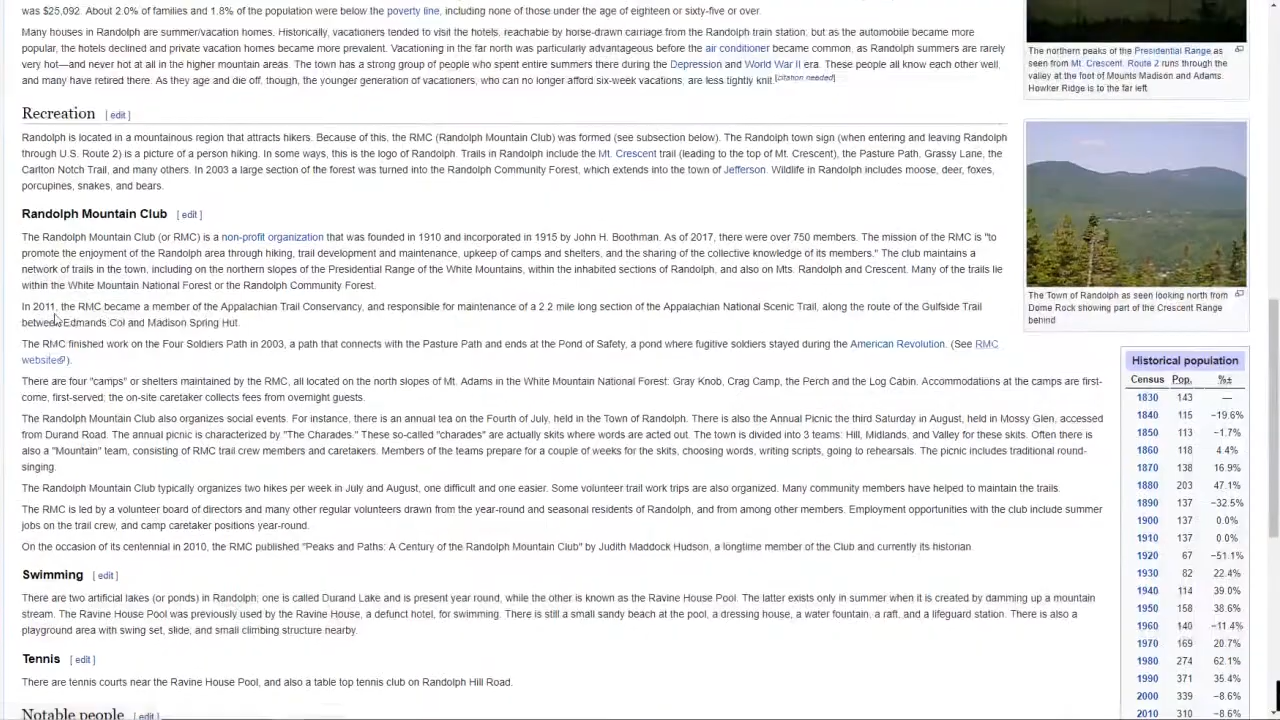 was $25,092. About 2.0% of families and 1.8% of the population were below the poverty line, including none of those under the age of eighteen or sixty-five or over.
Many houses in Randolph are summer/vacation homes. Historically, vacationers tended to visit the hotels, reachable by horse-drawn carriage from the Randolph train station; but as the automobile became more
popular, the hotels declined and private vacation homes became more prevalent. Vacationing in the far north was particularly advantageous before the air conditioner became common, as Randolph summers are rarely
very hot—and never hot at all in the higher mountain areas. The town has a strong group of people who spent entire summers there during the Depression and World War II era. These people all know each other well,
and many have retired there. As they age and die off, though, the younger generation of vacationers, who can no longer afford six-week vacations, are less tightly knit.[citation needed]
Recreation [ edit ]
Randolph is located in a mountainous region that attracts hikers. Because of this, the RMC (Randolph Mountain Club) was formed (see subsection below). The Randolph town sign (when entering and leaving Randolph
through U.S. Route 2) is a picture of a person hiking. In some ways, this is the logo of Randolph. Trails in Randolph include the Mt. Crescent trail (leading to the top of Mt. Crescent), the Pasture Path, Grassy Lane, the
Carlton Notch Trail, and many others. In 2003 a large section of the forest was turned into the Randolph Community Forest, which extends into the town of Jefferson. Wildlife in Randolph includes moose, deer, foxes,
porcupines, snakes, and bears.
Randolph Mountain Club [ edit ]
The Randolph Mountain Club (or RMC) is a non-profit organization that was founded in 1910 and incorporated in 1915 by John H. Boothman. As of 2017, there were over 750 members. The mission of the RMC is "to
promote the enjoyment of the Randolph area through hiking, trail development and maintenance, upkeep of camps and shelters, and the sharing of the collective knowledge of its members." The club maintains a
network of trails in the town, including on the northern slopes of the Presidential Range of the White Mountains, within the inhabited sections of Randolph, and also on Mts. Randolph and Crescent. Many of the trails lie
within the White Mountain National Forest or the Randolph Community Forest.
In 2011, the RMC became a member of the Appalachian Trail Conservancy, and responsible for maintenance of a 2.2 mile long section of the Appalachian National Scenic Trail, along the route of the Gulfside Trail
between Edmands Col and Madison Spring Hut.
The RMC finished work on the Four Soldiers Path in 2003, a path that connects with the Pasture Path and ends at the Pond of Safety, a pond where fugitive soldiers stayed during the American Revolution. (See RMC
website).
There are four "camps" or shelters maintained by the RMC, all located on the north slopes of Mt. Adams in the White Mountain National Forest: Gray Knob, Crag Camp, the Perch and the Log Cabin. Accommodations at the camps are first-
come, first-served; the on-site caretaker collects fees from overnight guests.
The Randolph Mountain Club also organizes social events. For instance, there is an annual tea on the Fourth of July, held in the Town of Randolph. There is also the Annual Picnic the third Saturday in August, held in Mossy Glen, accessed
from Durand Road. The annual picnic is characterized by "The Charades." These so-called "charades" are actually skits where words are acted out. The town is divided into 3 teams: Hill, Midlands, and Valley for these skits. Often there is
also a "Mountain" team, consisting of RMC trail crew members and caretakers. Members of the teams prepare for a couple of weeks for the skits, choosing words, writing scripts, going to rehearsals. The picnic includes traditional round-
singing.
The Randolph Mountain Club typically organizes two hikes per week in July and August, one difficult and one easier. Some volunteer trail work trips are also organized. Many community members have helped to maintain the trails.
The RMC is led by a volunteer board of directors and many other regular volunteers drawn from the year-round and seasonal residents of Randolph, and from among other members. Employment opportunities with the club include summer
jobs on the trail crew, and camp caretaker positions year-round.
On the occasion of its centennial in 2010, the RMC published "Peaks and Paths: A Century of the Randolph Mountain Club" by Judith Maddock Hudson, a longtime member of the Club and currently its historian.
Swimming [ edit ]
There are two artificial lakes (or ponds) in Randolph; one is called Durand Lake and is present year round, while the other is known as the Ravine House Pool. The latter exists only in summer when it is created by damming up a mountain
stream. The Ravine House Pool was previously used by the Ravine House, a defunct hotel, for swimming. There is still a small sandy beach at the pool, a dressing house, a water fountain, a raft, and a lifeguard station. There is also a
playground area with swing set, slide, and small climbing structure nearby.
Tennis [ edit ]
There are tennis courts near the Ravine House Pool, and also a table top tennis club on Randolph Hill Road.
Notable people [ edit ]
The northern peaks of the Presidential Range as
seen from Mt. Crescent. Route 2 runs through the
valley at the foot of Mounts Madison and Adams.
Howker Ridge is to the far left
The Town of Randolph as seen looking north from
Dome Rock showing part of the Crescent Range
behind
Historical population
Census Pop. %±
1830 143 —
1840 115 −19.6%
1850 113 −1.7%
1860 118 4.4%
1870 138 16.9%
1880 203 47.1%
1890 137 −32.5%
1900 137 0.0%
1910 137 0.0%
1920 67 −51.1%
1930 82 22.4%
1940 114 39.0%
1950 158 38.6%
1960 140 −11.4%
1970 169 20.7%
1980 274 62.1%
1990 371 35.4%
2000 339 −8.6%
2010 310 −8.6%